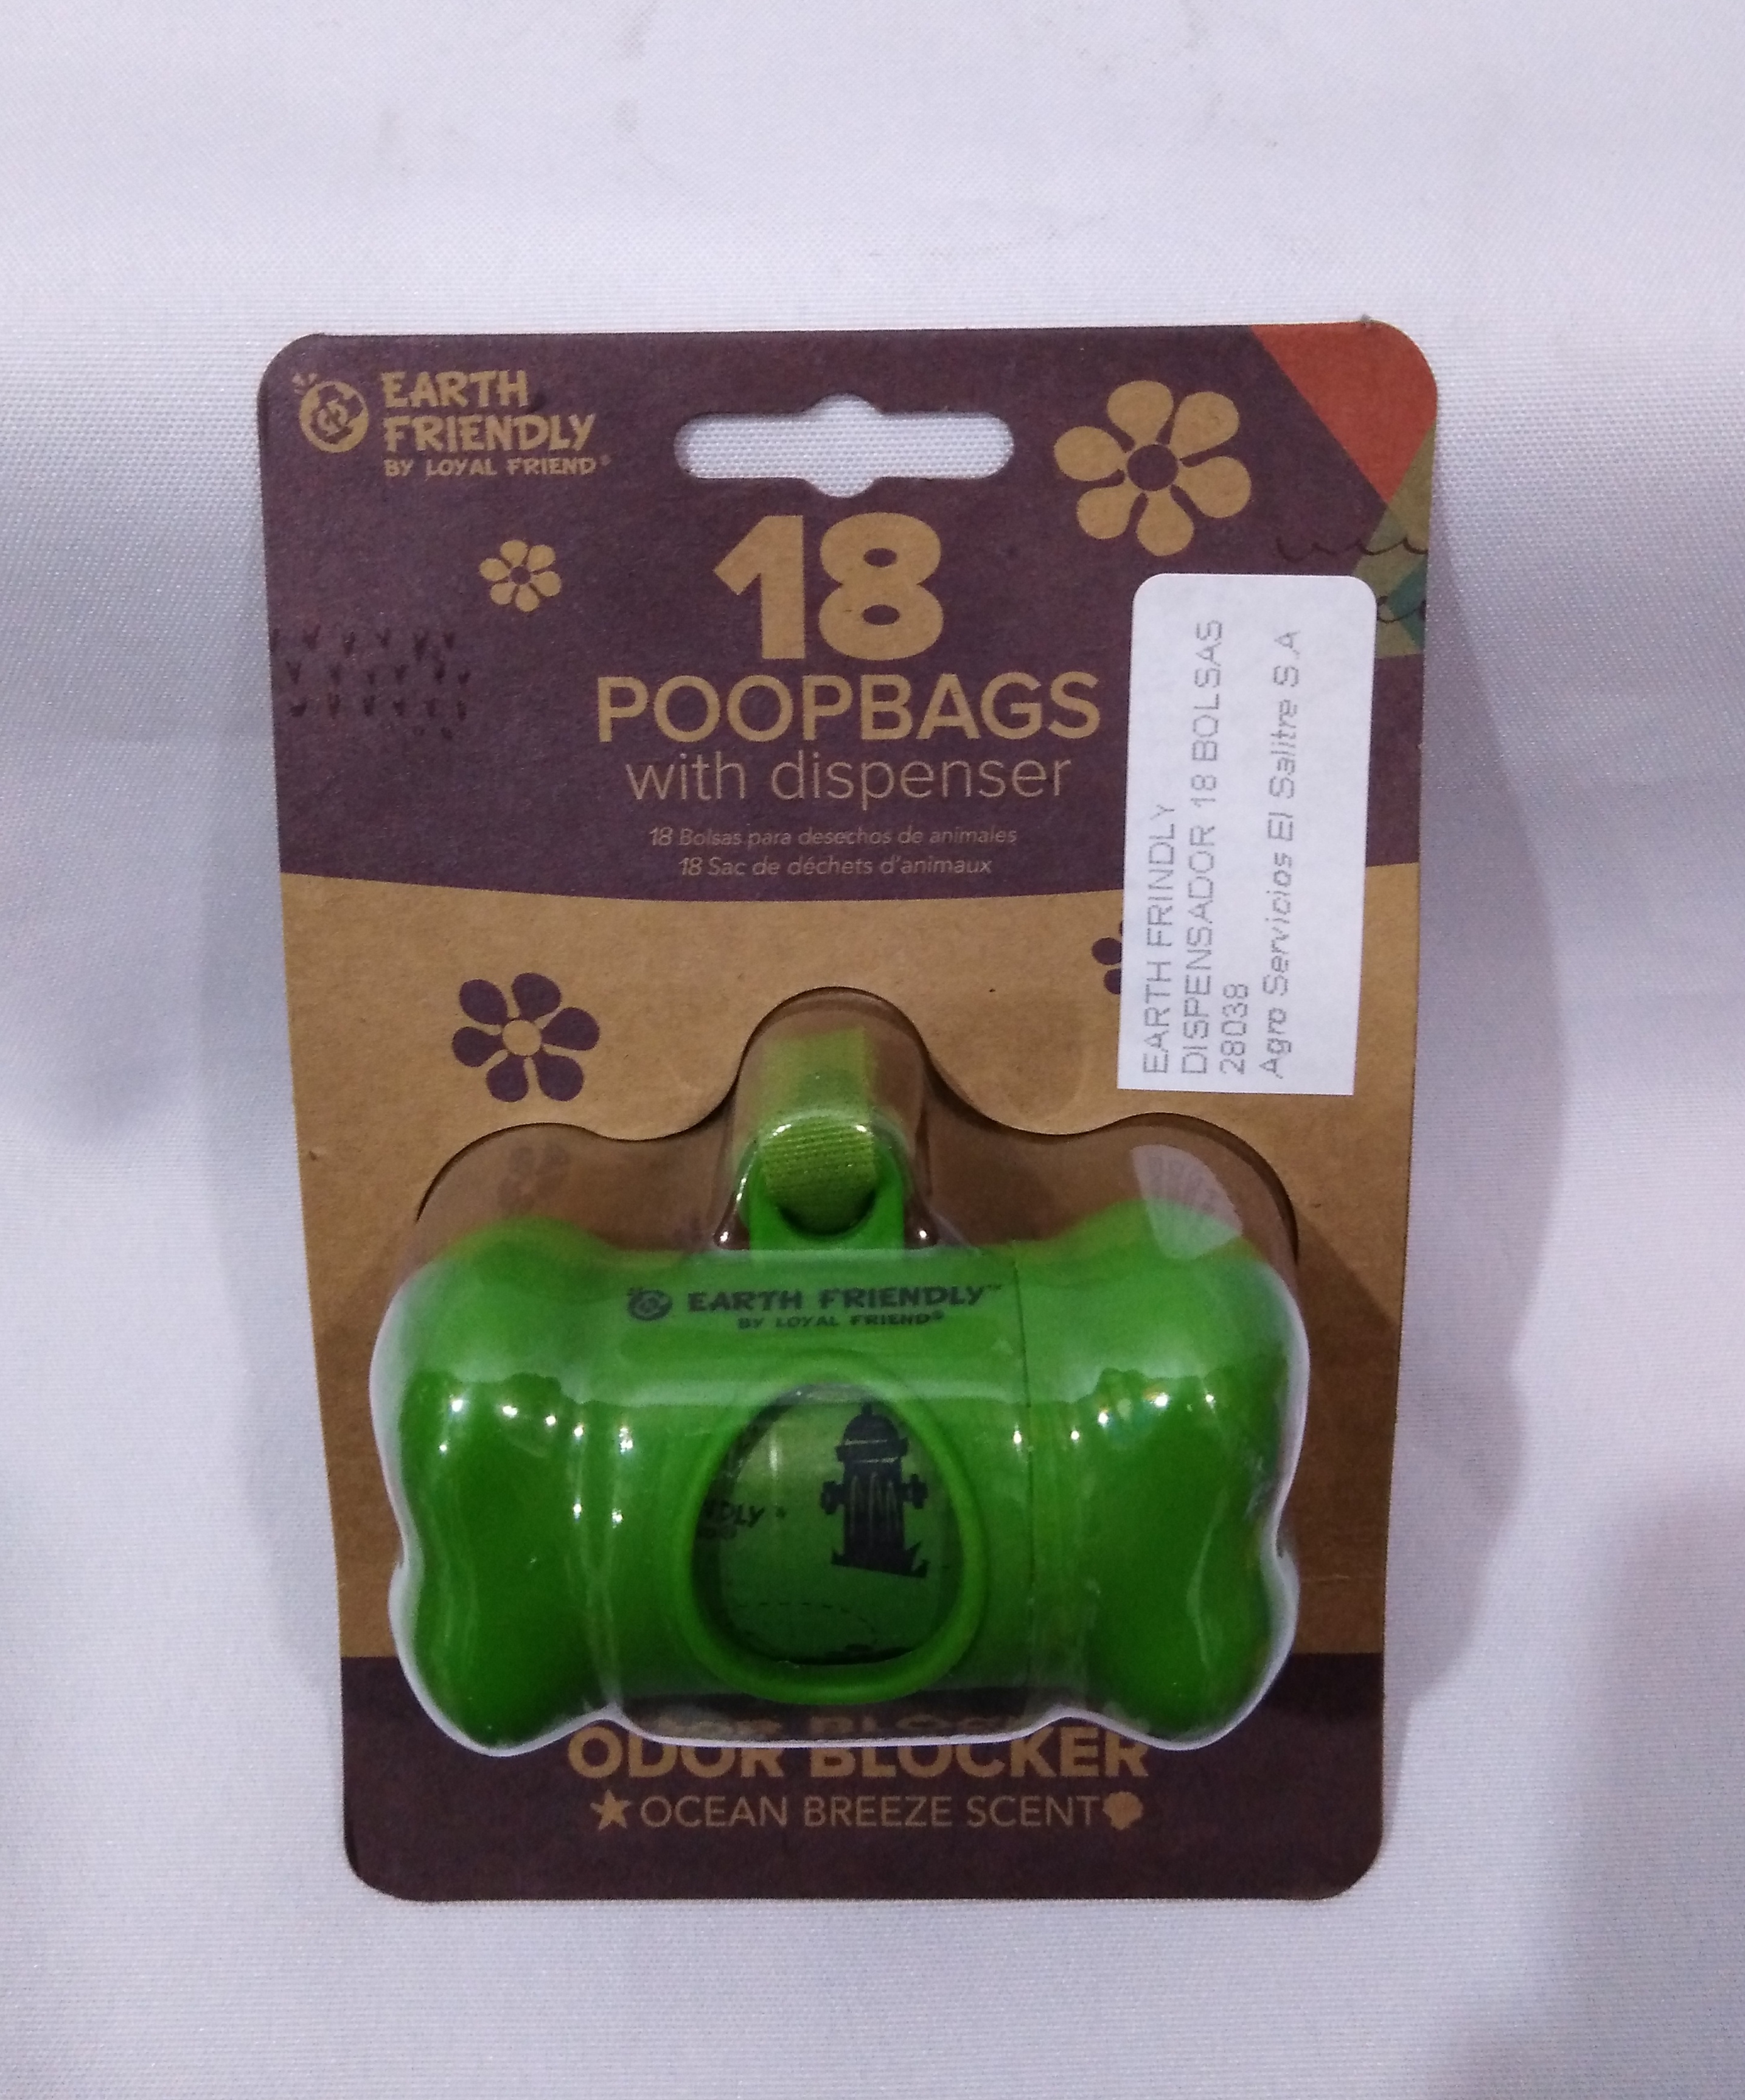 EARTH
FRIENDLY
BY LOYAL FRIEND®
18
POOPBAGS
with dispenser
18 Bolsas para desechos de animales
18 Sac de déchets d'animaux
EARTH FRINDLY
DISPENSADOR 18 BOLSAS
28038
Agro Servicios El Salitre S.A
EARTH FRIENDLY™
BY LOYAL FRIEND®
NDLY
ODOR BLOCKER
OCEAN BREEZE SCENT